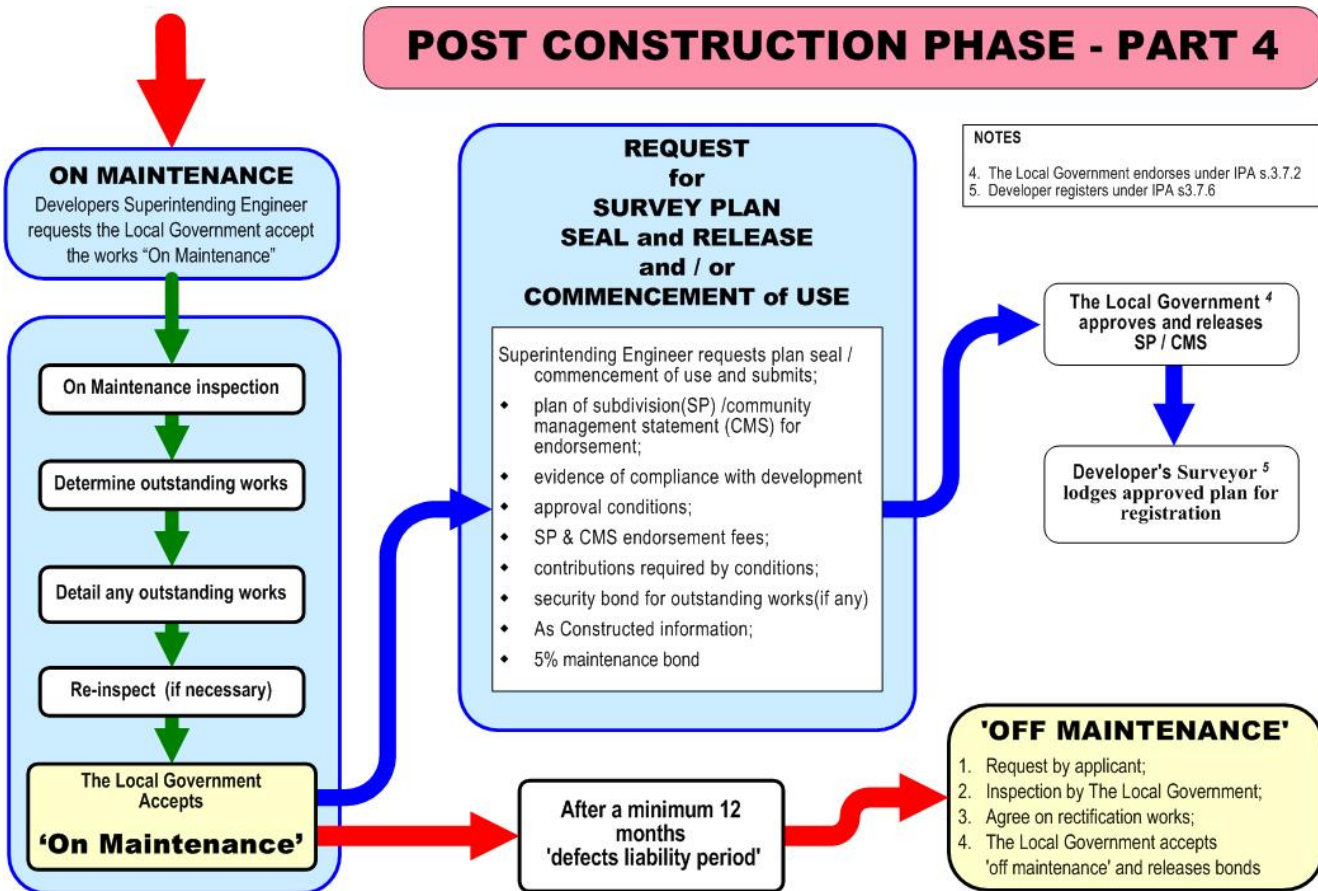 POST CONSTRUCTION PHASE - PART 4
ON MAINTENANCE
Developers Superintending Engineer
requests the Local Government accept
the works “On Maintenance”
On Maintenance inspection
Determine outstanding works
Detail any outstanding works
Re-inspect (if necessary)
The Local Government
Accepts
‘On Maintenance’
REQUEST
for
SURVEY PLAN
SEAL and RELEASE
and / or
COMMENCEMENT of USE
Superintending Engineer requests plan seal /
commencement of use and submits;
◆ plan of subdivision(SP) /community
management statement (CMS) for
endorsement;
◆ evidence of compliance with development
◆ approval conditions;
◆ SP & CMS endorsement fees;
◆ contributions required by conditions;
◆ security bond for outstanding works(if any)
◆ As Constructed information;
◆ 5% maintenance bond
NOTES
4. The Local Government endorses under IPA s.3.7.2
5. Developer registers under IPA s3.7.6
The Local Government 4
approves and releases
SP / CMS
Developer's Surveyor 5
lodges approved plan for
registration
After a minimum 12
months
'defects liability period'
'OFF MAINTENANCE'
1. Request by applicant;
2. Inspection by The Local Government;
3. Agree on rectification works;
4. The Local Government accepts
'off maintenance' and releases bonds